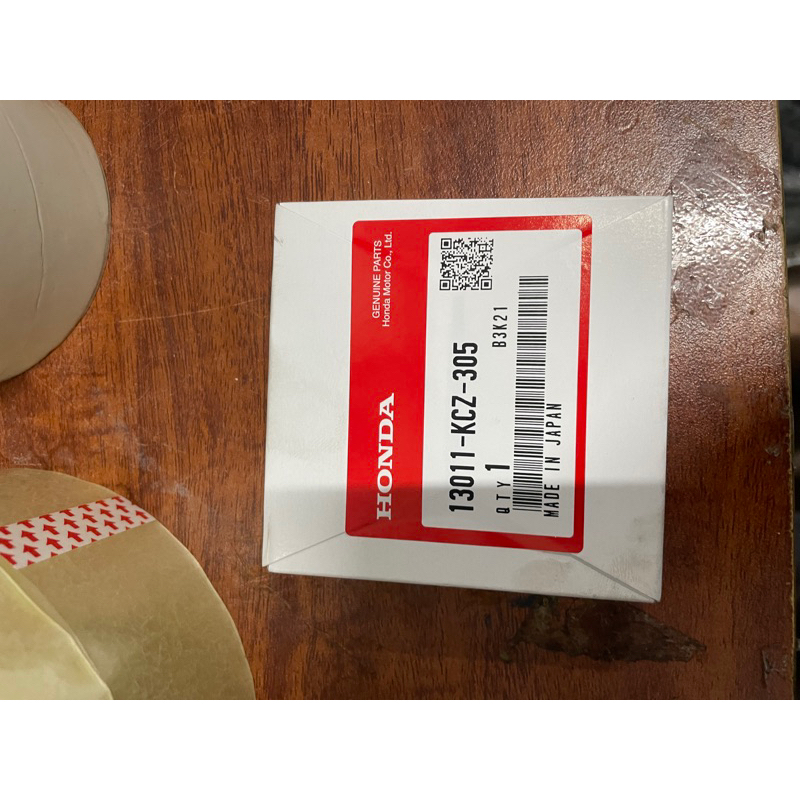 HONDA
GENUINE PARTS
Honda Motor Co., Ltd.
13011-KCZ-305
QTY 1
B3K21
MADE IN JAPAN